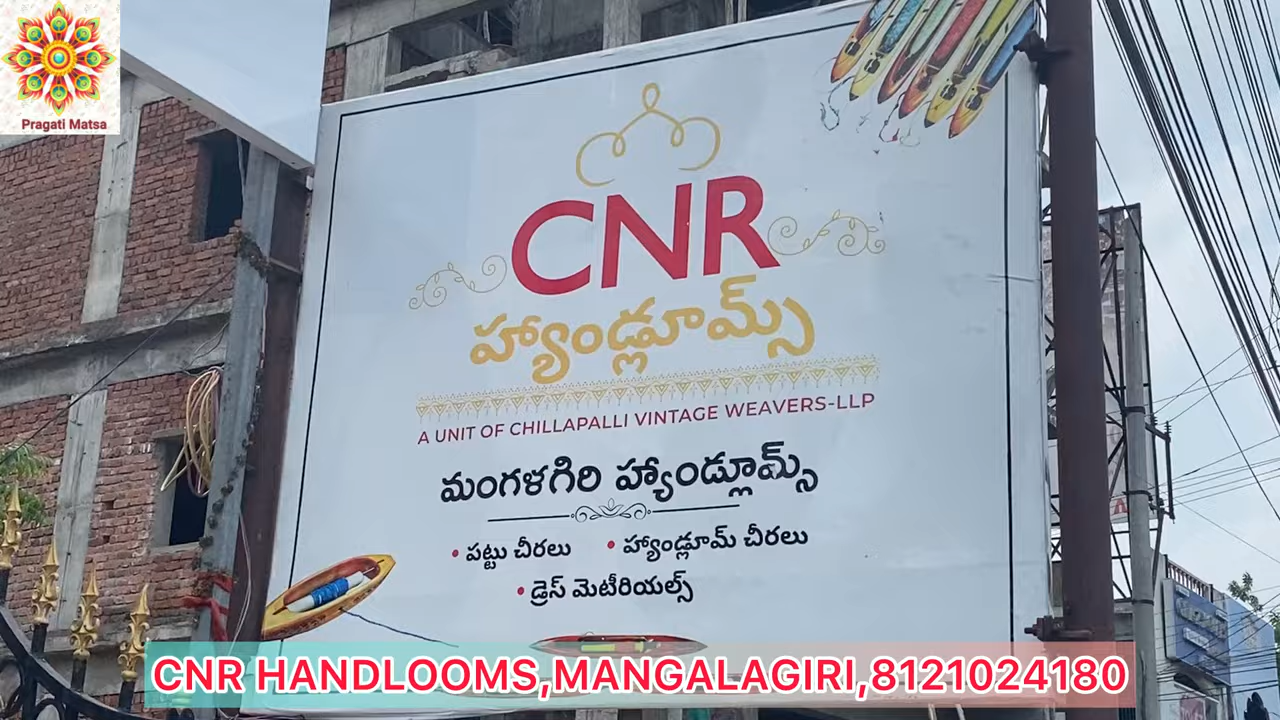 Pragati Matsa
CNR
హ్యాండ్లూమ్స్
A UNIT OF CHILLAPALLI VINTAGE WEAVERS-LLP
మంగళగిరి హ్యాండ్లూమ్స్
• పట్టు చీరలు • హ్యాండ్లూమ్ చీరలు
• డ్రెస్ మెటీరియల్స్
CNR HANDLOOMS,MANGALAGIRI,8121024180